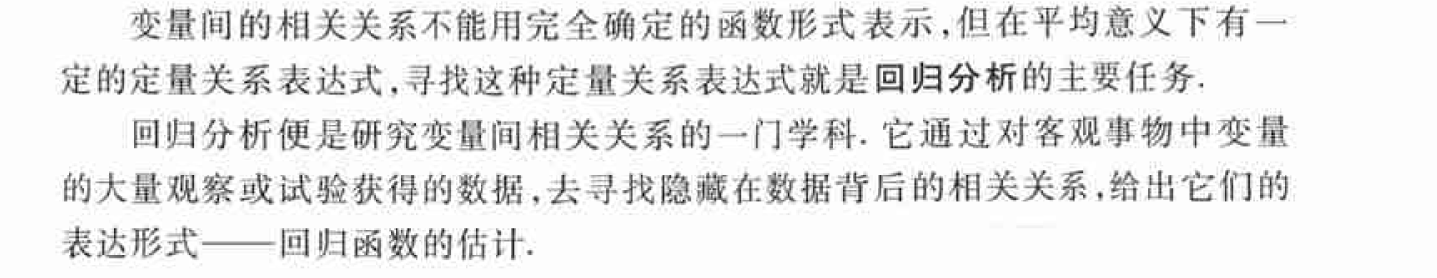 变量间的相关关系不能用完全确定的函数形式表示,但在平均意义下有一
定的定量关系表达式,寻找这种定量关系表达式就是回归分析的主要任务.
回归分析便是研究变量间相关关系的一门学科. 它通过对客观事物中变量
的大量观察或试验获得的数据,去寻找隐藏在数据背后的相关关系,给出它们的
表达形式——回归函数的估计.